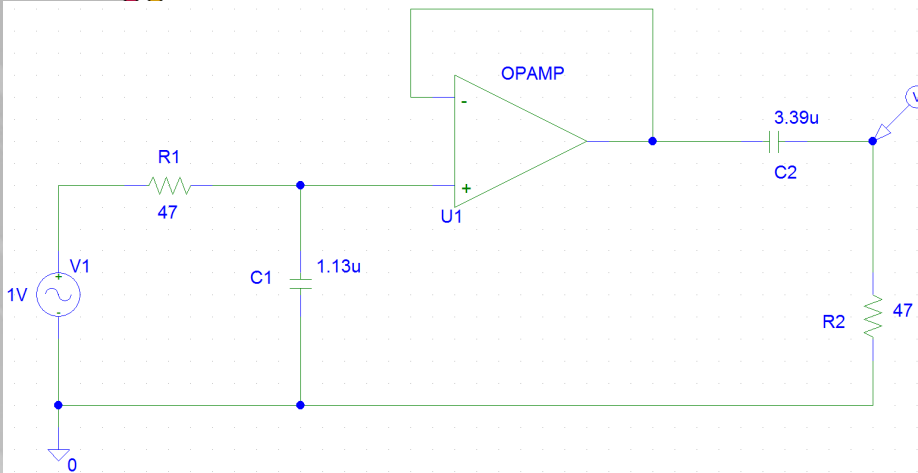 OPAMP
-
3.39u
C2
R1
47
+
U1
V1
+
1V
-
C1
1.13u
R2
47
0
V